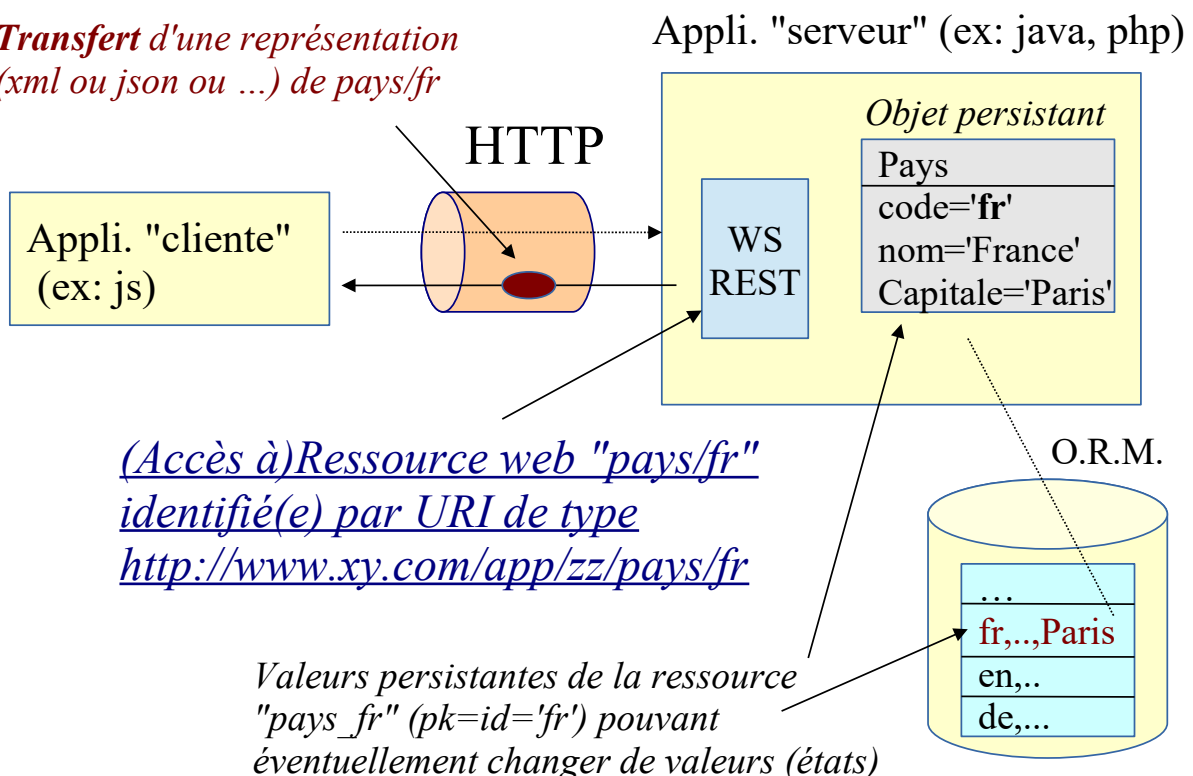 Transfert d'une représentation
(xml ou json ou …) de pays/fr
Appli. "serveur" (ex: java, php)
HTTP
Objet persistant
Pays
code='fr'
nom='France'
Capitale='Paris'
WS
REST
Appli. "cliente"
(ex: js)
(Accès à)Ressource web "pays/fr"
identifié(e) par URI de type
http://www.xy.com/app/zz/pays/fr
O.R.M.
…
fr,..,Paris
en,..
de,...
Valeurs persistantes de la ressource
"pays_fr" (pk=id='fr') pouvant
éventuellement changer de valeurs (états)